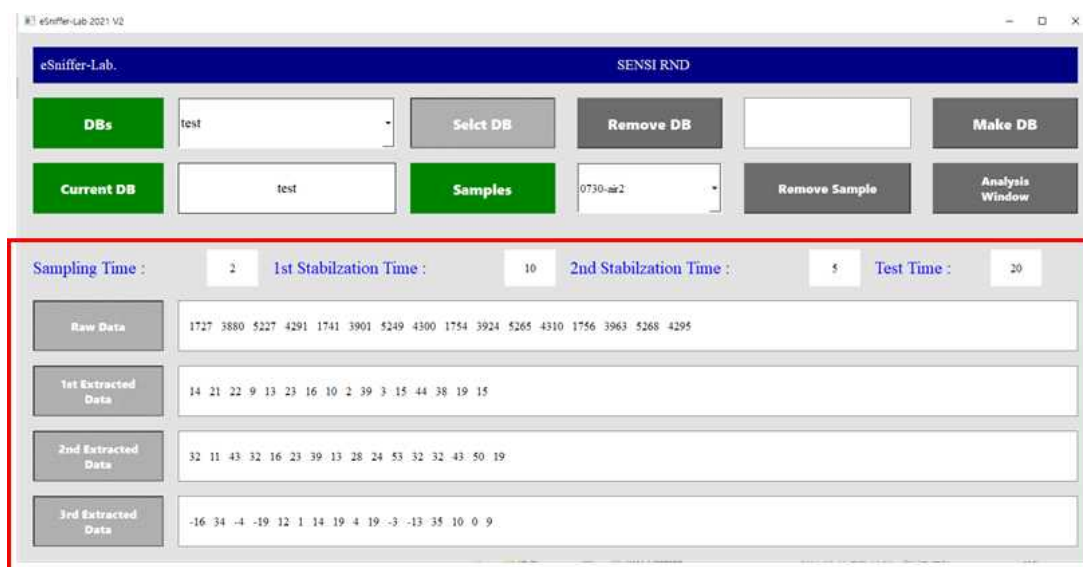 eSniffer-Lab 2021 V2
eSniffer-Lab. SENSI RND
DBs test Selct DB Remove DB Make DB
Current DB test Samples 0730-air2 Remove Sample Analysis Window
Sampling Time : 2 1st Stabilzation Time : 10 2nd Stabilzation Time : 5 Test Time : 20
Raw Data 1727 3880 5227 4291 1741 3901 5249 4300 1754 3924 5265 4310 1756 3963 5268 4295
1st Extracted Data 14 21 22 9 13 23 16 10 2 39 3 15 44 38 19 15
2nd Extracted Data 32 11 43 32 16 23 39 13 28 24 53 32 32 43 50 19
3rd Extracted Data -16 34 -4 -19 12 1 14 19 4 19 -3 -13 35 10 0 9